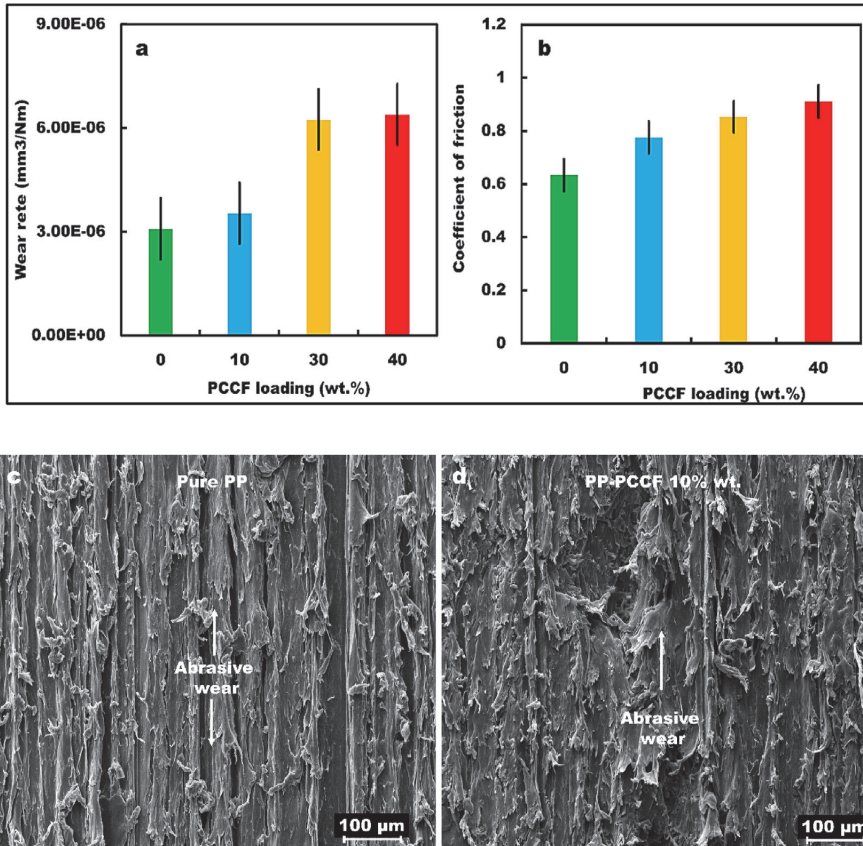 9.00E-06
6.00E-06
3.00E-06
0.00E+00
Wear rete (mm3/Nm)
a
0
10
30
40
PCCF loading (wt.%)
1.2
1
0.8
0.6
0.4
0.2
0
Coefficient of friction
b
0
10
30
40
PCCF loading (wt.%)
c
Pure PP
Abrasive
wear
100 µm
d
PP-PCCF 10% wt.
Abrasive
wear
100 µm